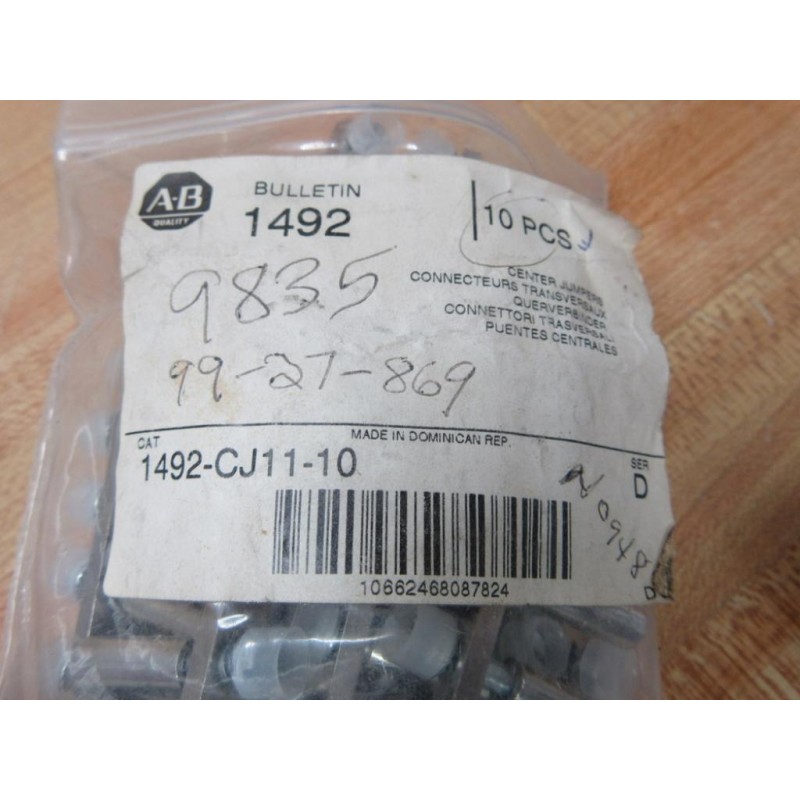 A-B
QUALITY
BULLETIN
1492
10 PCS
CENTER JUMPERS
CONNECTEURS TRANSVERSAUX
QUERVERBINDER
CONNETTORI TRASVERSALI
PUENTES CENTRALES
9835
99-27-869
MADE IN DOMINICAN REP.
CAT
1492-CJ11-10
SER
D
N0948
10662468087824
D